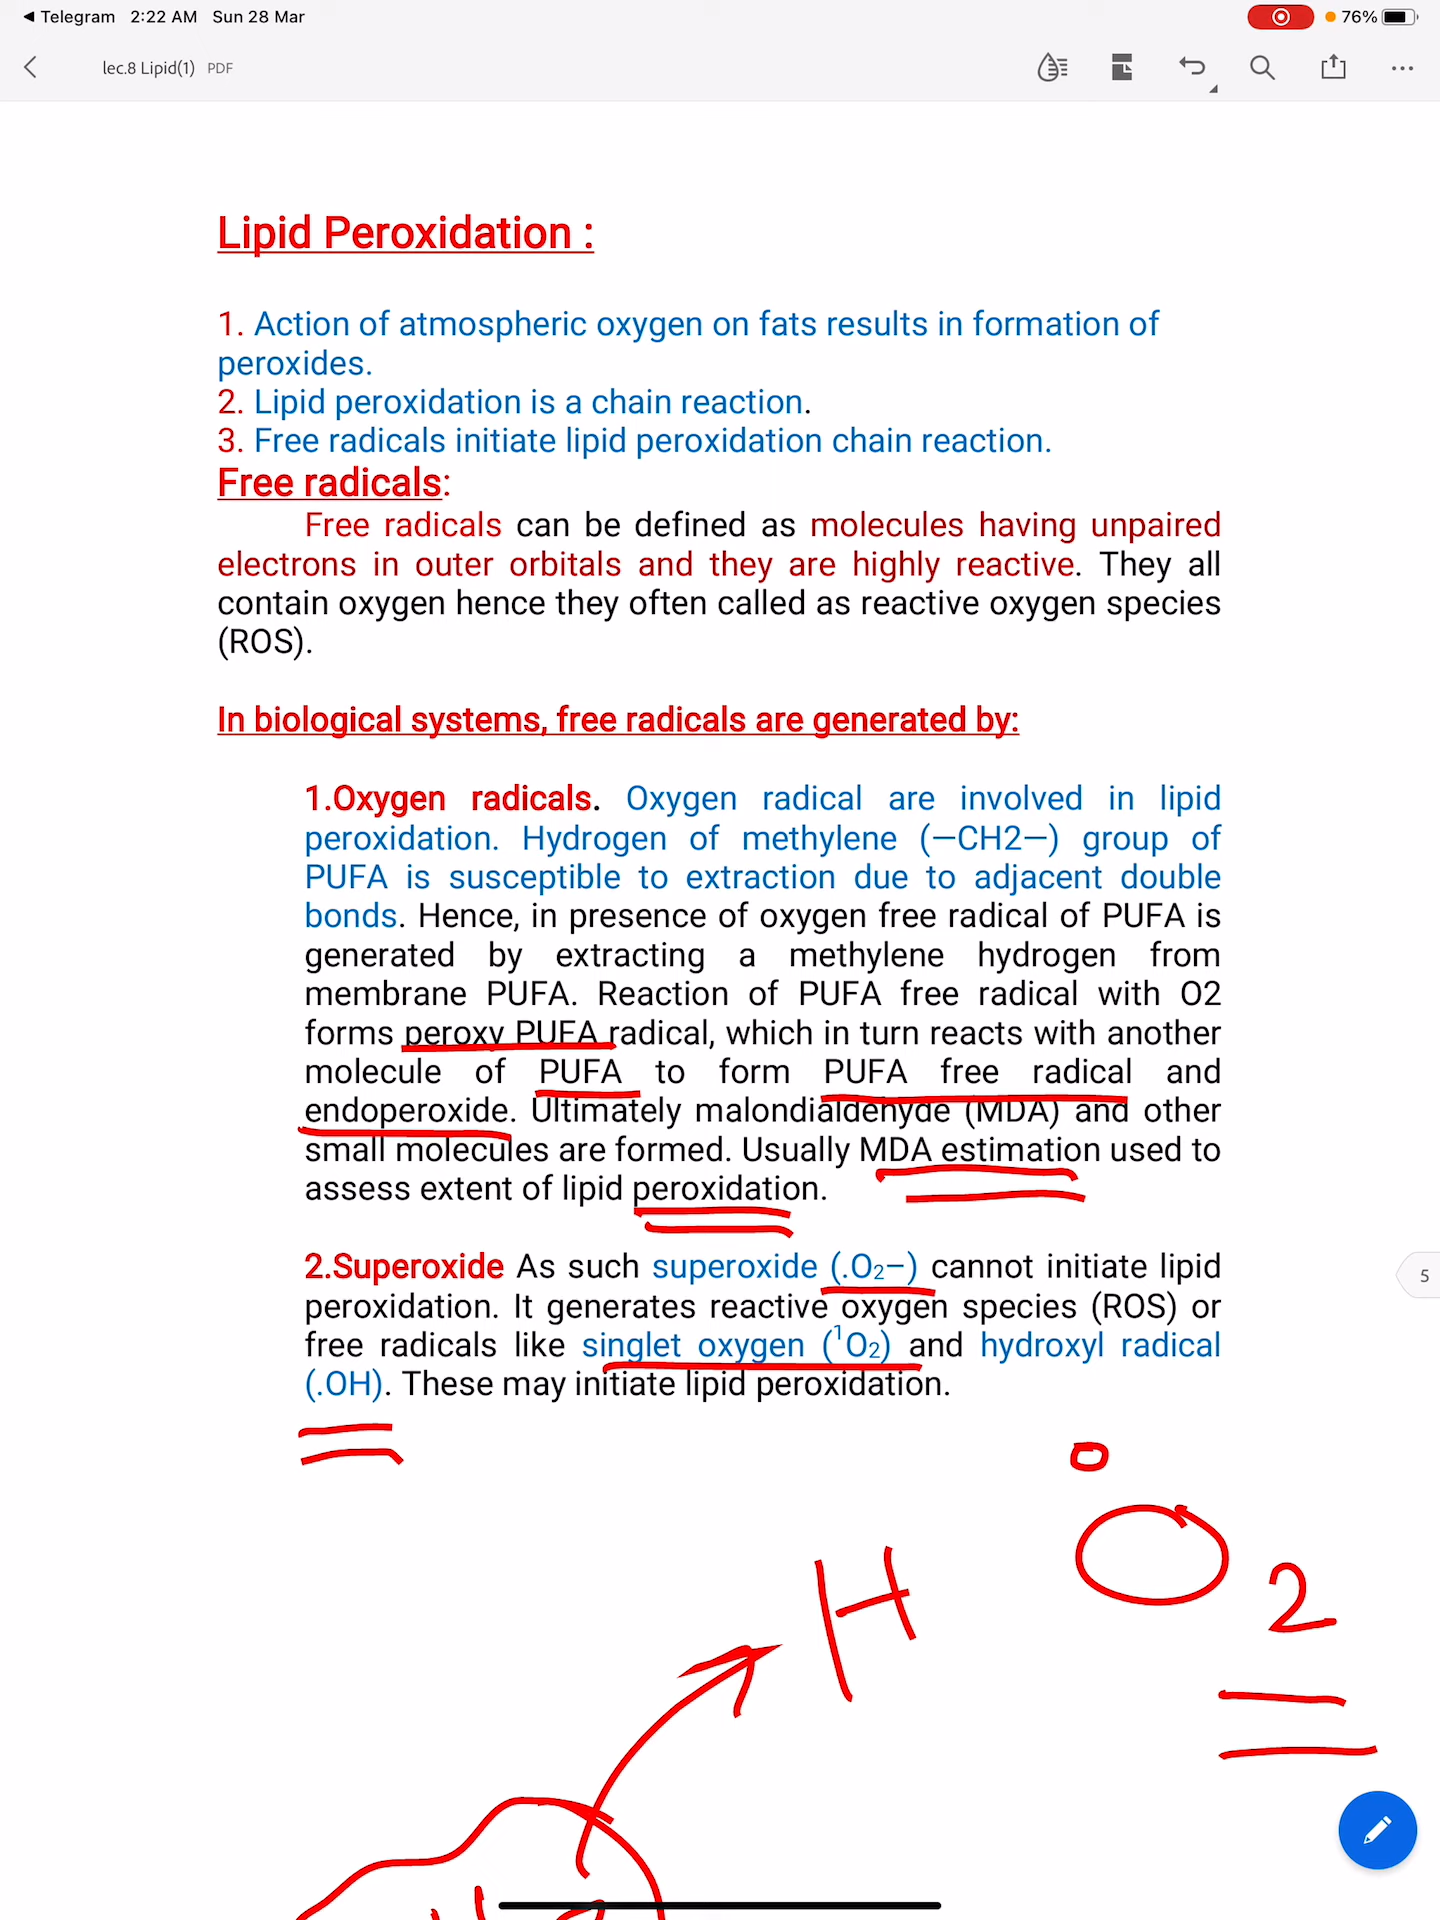 ◀ Telegram 2:22 AM Sun 28 Mar 76%
lec.8 Lipid(1) PDF
Lipid Peroxidation :
1. Action of atmospheric oxygen on fats results in formation of
peroxides.
2. Lipid peroxidation is a chain reaction.
3. Free radicals initiate lipid peroxidation chain reaction.
Free radicals:
Free radicals can be defined as molecules having unpaired
electrons in outer orbitals and they are highly reactive. They all
contain oxygen hence they often called as reactive oxygen species
(ROS).
In biological systems, free radicals are generated by:
1.Oxygen radicals. Oxygen radical are involved in lipid
peroxidation. Hydrogen of methylene (—CH2—) group of
PUFA is susceptible to extraction due to adjacent double
bonds. Hence, in presence of oxygen free radical of PUFA is
generated by extracting a methylene hydrogen from
membrane PUFA. Reaction of PUFA free radical with O2
forms peroxy PUFA radical, which in turn reacts with another
molecule of PUFA to form PUFA free radical and
endoperoxide. Ultimately malondialdehyde (MDA) and other
small molecules are formed. Usually MDA estimation used to
assess extent of lipid peroxidation.
2.Superoxide As such superoxide (.O₂–) cannot initiate lipid
5
peroxidation. It generates reactive oxygen species (ROS) or
free radicals like singlet oxygen (¹O₂) and hydroxyl radical
(.OH). These may initiate lipid peroxidation.
H O 2